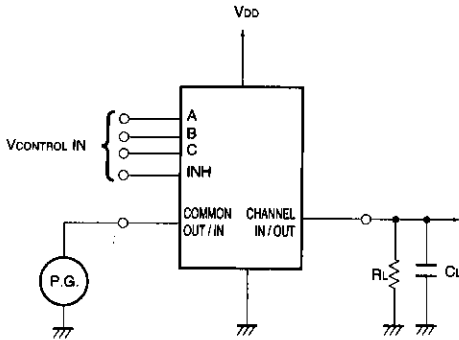 VDD
A
B
VCONTROL IN
C
INH
COMMON CHANNEL
OUT / IN IN / OUT
P.G.
RL
CL